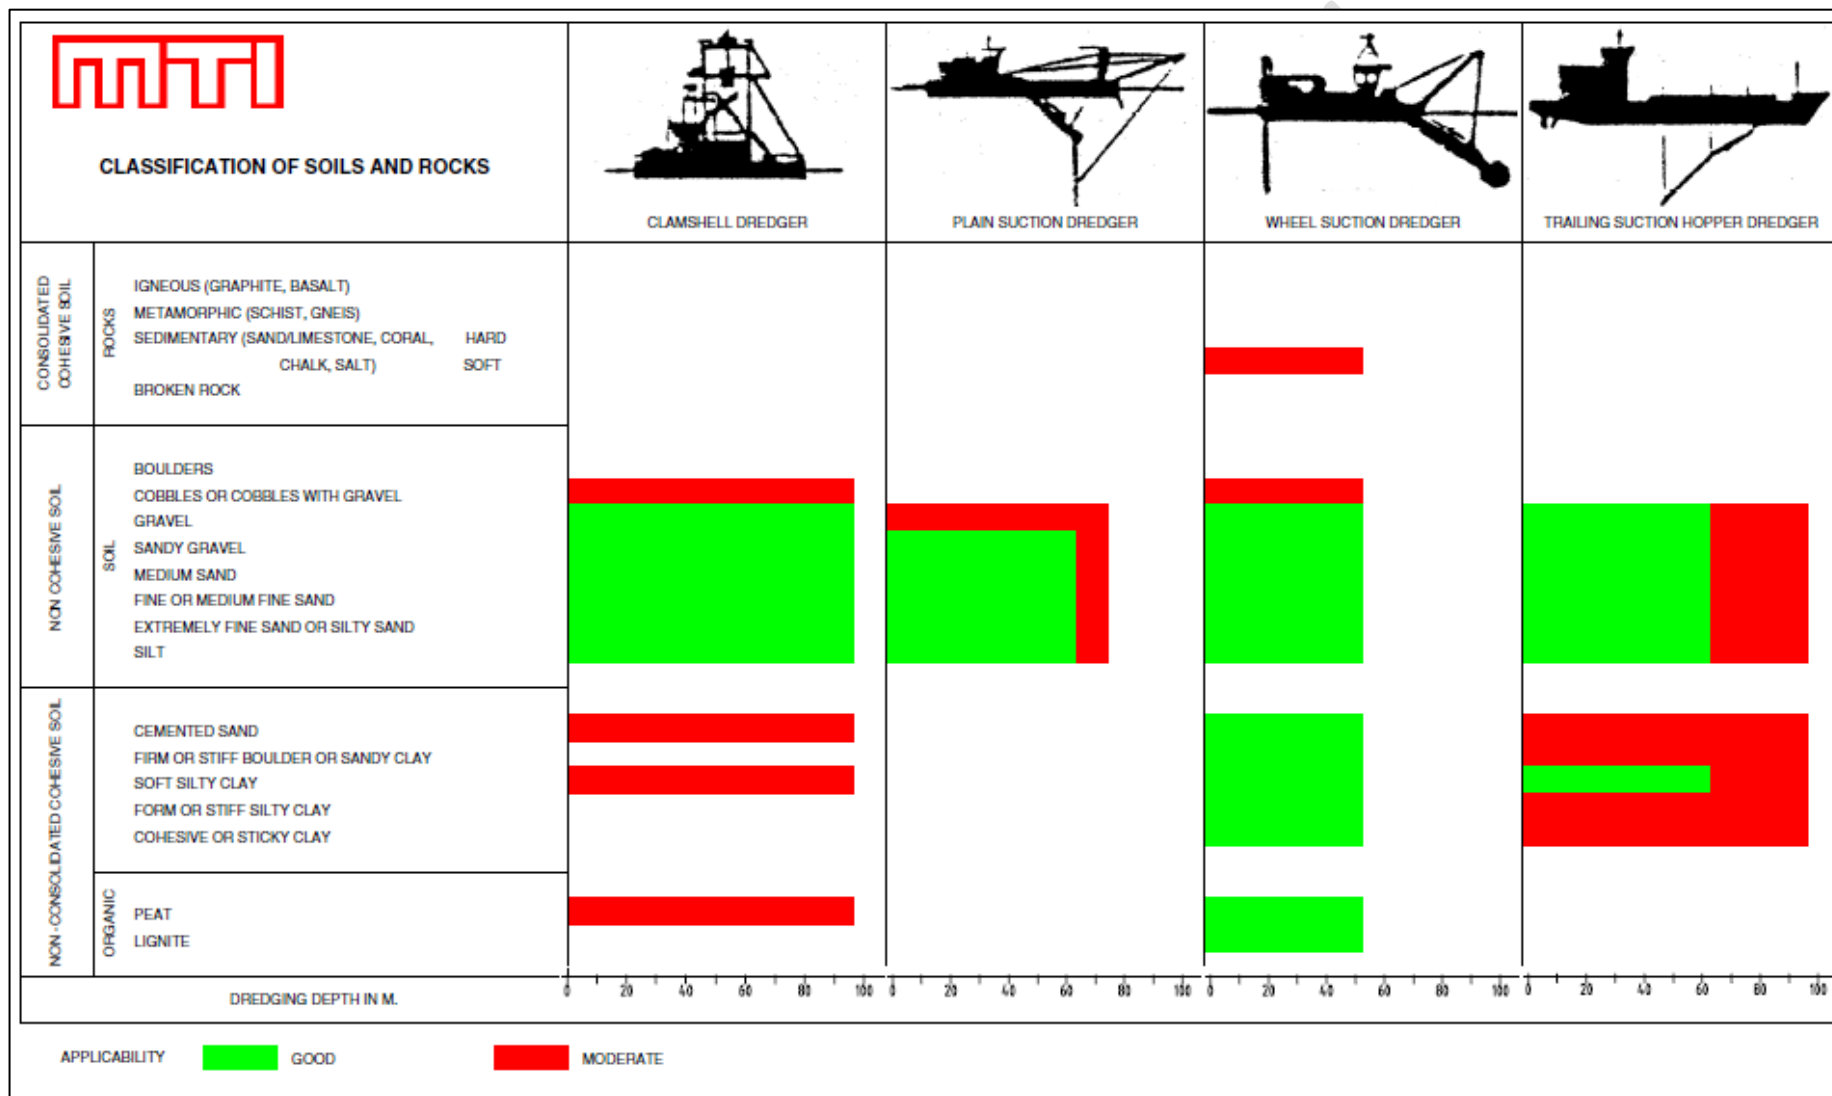 MTI
CLASSIFICATION OF SOILS AND ROCKS
CLAMSHELL DREDGER
PLAIN SUCTION DREDGER
WHEEL SUCTION DREDGER
TRAILING SUCTION HOPPER DREDGER
CONSOLIDATED
COHESIVE SOIL
ROCKS
IGNEOUS (GRAPHITE, BASALT)
METAMORPHIC (SCHIST, GNEIS)
SEDIMENTARY (SAND/LIMESTONE, CORAL, HARD
CHALK, SALT) SOFT
BROKEN ROCK
NON COHESIVE SOIL
SOIL
BOULDERS
COBBLES OR COBBLES WITH GRAVEL
GRAVEL
SANDY GRAVEL
MEDIUM SAND
FINE OR MEDIUM FINE SAND
EXTREMELY FINE SAND OR SILTY SAND
SILT
NON-CONSOLIDATED COHESIVE SOIL
CEMENTED SAND
FIRM OR STIFF BOULDER OR SANDY CLAY
SOFT SILTY CLAY
FORM OR STIFF SILTY CLAY
COHESIVE OR STICKY CLAY
ORGANIC
PEAT
LIGNITE
DREDGING DEPTH IN M.
0 20 40 60 80 100
0 20 40 60 80 100
0 20 40 60 80 100
0 20 40 60 80 100
APPLICABILITY GOOD MODERATE